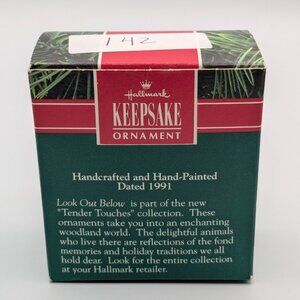 142
Hallmark
KEEPSAKE
ORNAMENT
Handcrafted and Hand-Painted
Dated 1991
Look Out Below is part of the new
"Tender Touches" collection. These
ornaments take you into an enchanting
woodland world. The delightful animals
who live there are reflections of the fond
memories and holiday traditions we all
hold dear. Look for the entire collection
at your Hallmark retailer.